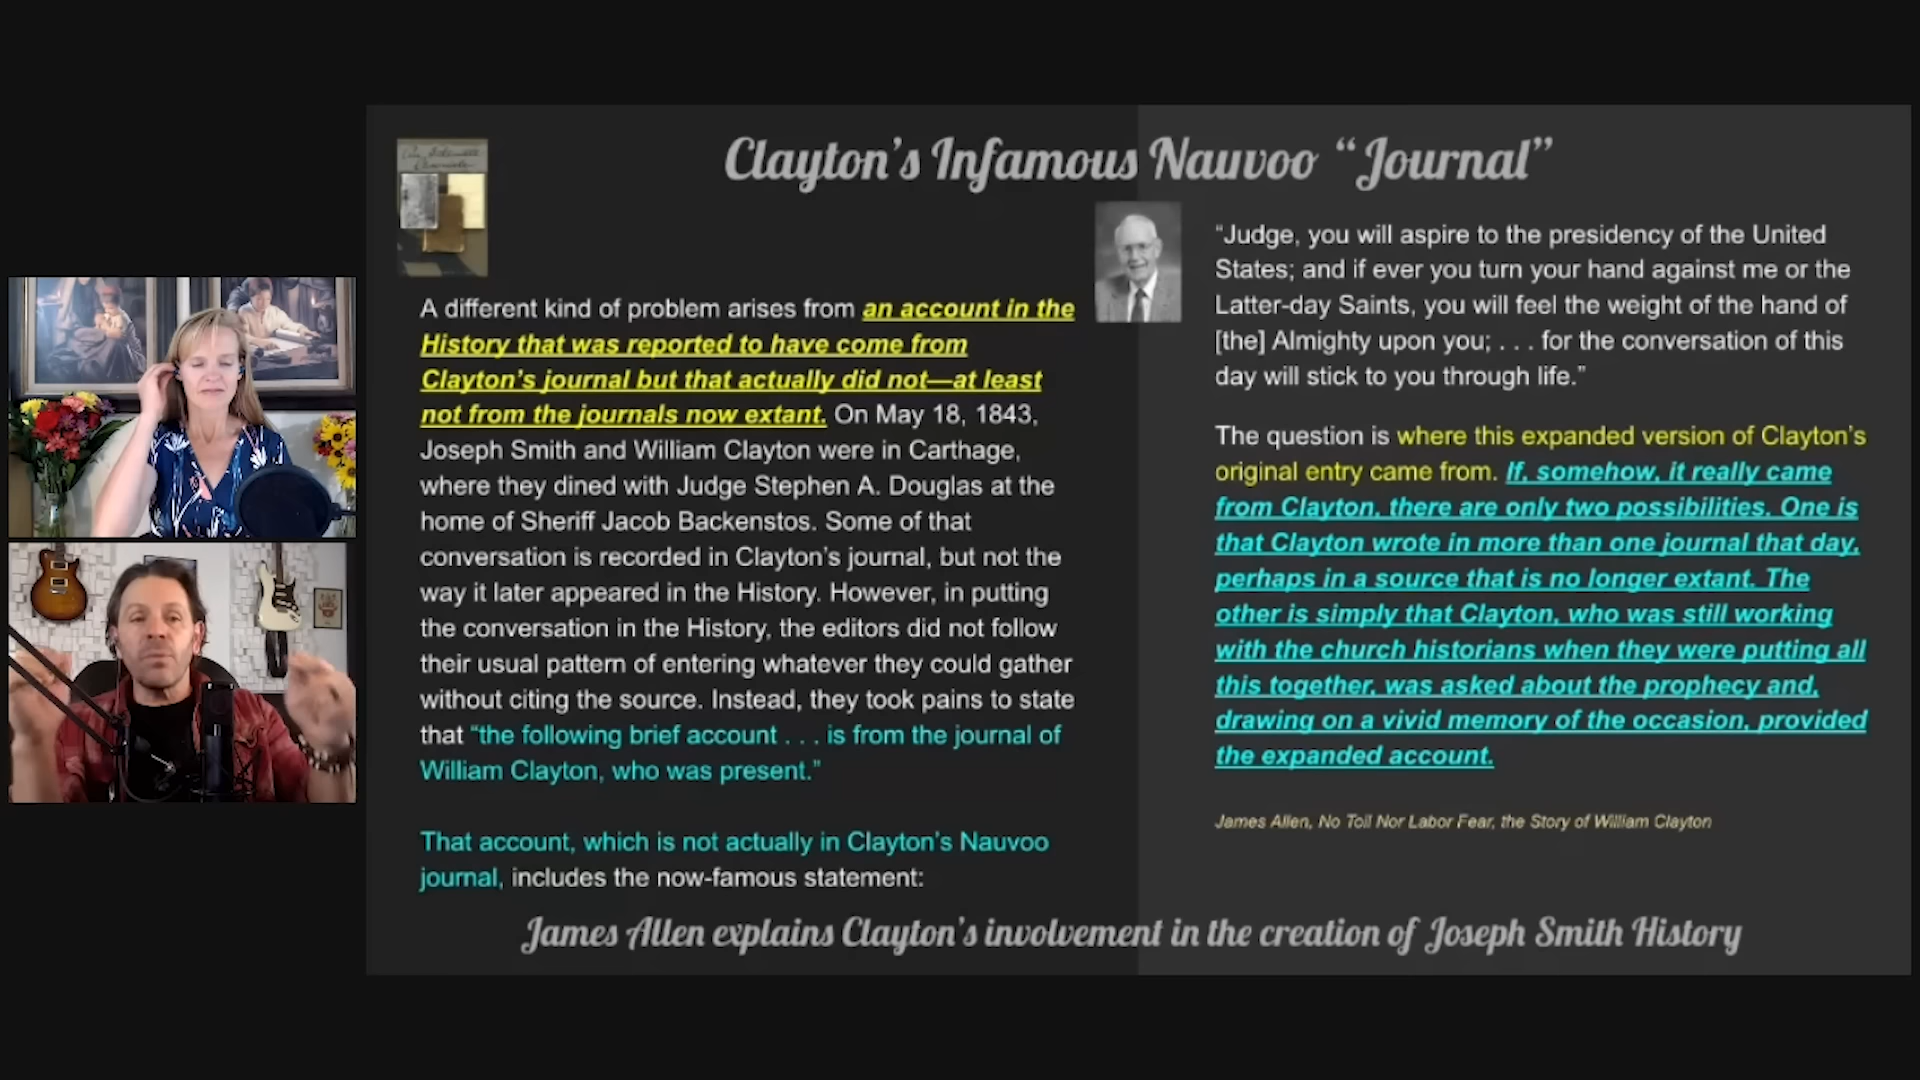 Clayton's Infamous Nauvoo “Journal”
An Intimate
Chronicle
A different kind of problem arises from an account in the
History that was reported to have come from
Clayton's journal but that actually did not—at least
not from the journals now extant. On May 18, 1843,
Joseph Smith and William Clayton were in Carthage,
where they dined with Judge Stephen A. Douglas at the
home of Sheriff Jacob Backenstos. Some of that
conversation is recorded in Clayton's journal, but not the
way it later appeared in the History. However, in putting
the conversation in the History, the editors did not follow
their usual pattern of entering whatever they could gather
without citing the source. Instead, they took pains to state
that “the following brief account . . . is from the journal of
William Clayton, who was present.”
That account, which is not actually in Clayton's Nauvoo
journal, includes the now-famous statement:
“Judge, you will aspire to the presidency of the United
States; and if ever you turn your hand against me or the
Latter-day Saints, you will feel the weight of the hand of
[the] Almighty upon you; . . . for the conversation of this
day will stick to you through life.”
The question is where this expanded version of Clayton's
original entry came from. If, somehow, it really came
from Clayton, there are only two possibilities. One is
that Clayton wrote in more than one journal that day,
perhaps in a source that is no longer extant. The
other is simply that Clayton, who was still working
with the church historians when they were putting all
this together, was asked about the prophecy and,
drawing on a vivid memory of the occasion, provided
the expanded account.
James Allen, No Toil Nor Labor Fear, the Story of William Clayton
James Allen explains Clayton's involvement in the creation of Joseph Smith History